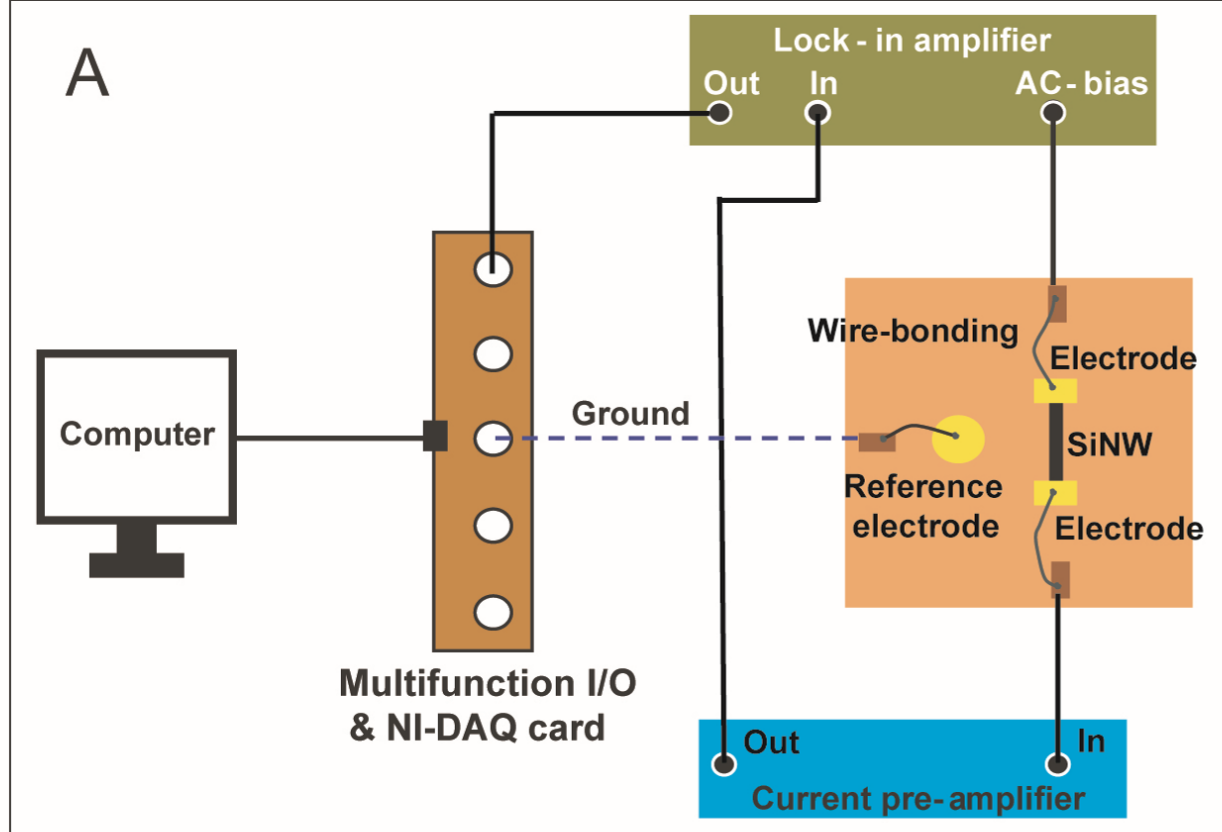 A
Lock - in amplifier
Out In AC - bias
Wire-bonding
Electrode
Computer
Ground
SiNW
Reference
electrode
Electrode
Multifunction I/O
& NI-DAQ card
Out In
Current pre- amplifier